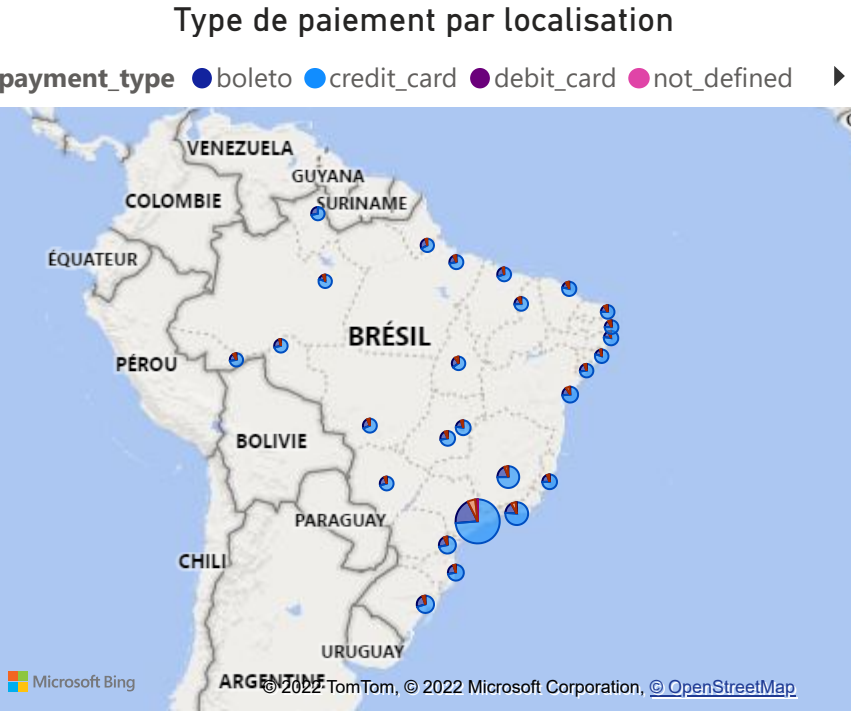 Type de paiement par localisation
payment_type boleto credit_card debit_card not_defined
VENEZUELA
GUYANA
COLOMBIE
SURINAME
ÉQUATEUR
BRÉSIL
PÉROU
BOLIVIE
PARAGUAY
CHILI
URUGUAY
ARGENTINE
Microsoft Bing
© 2022 TomTom, © 2022 Microsoft Corporation, © OpenStreetMap